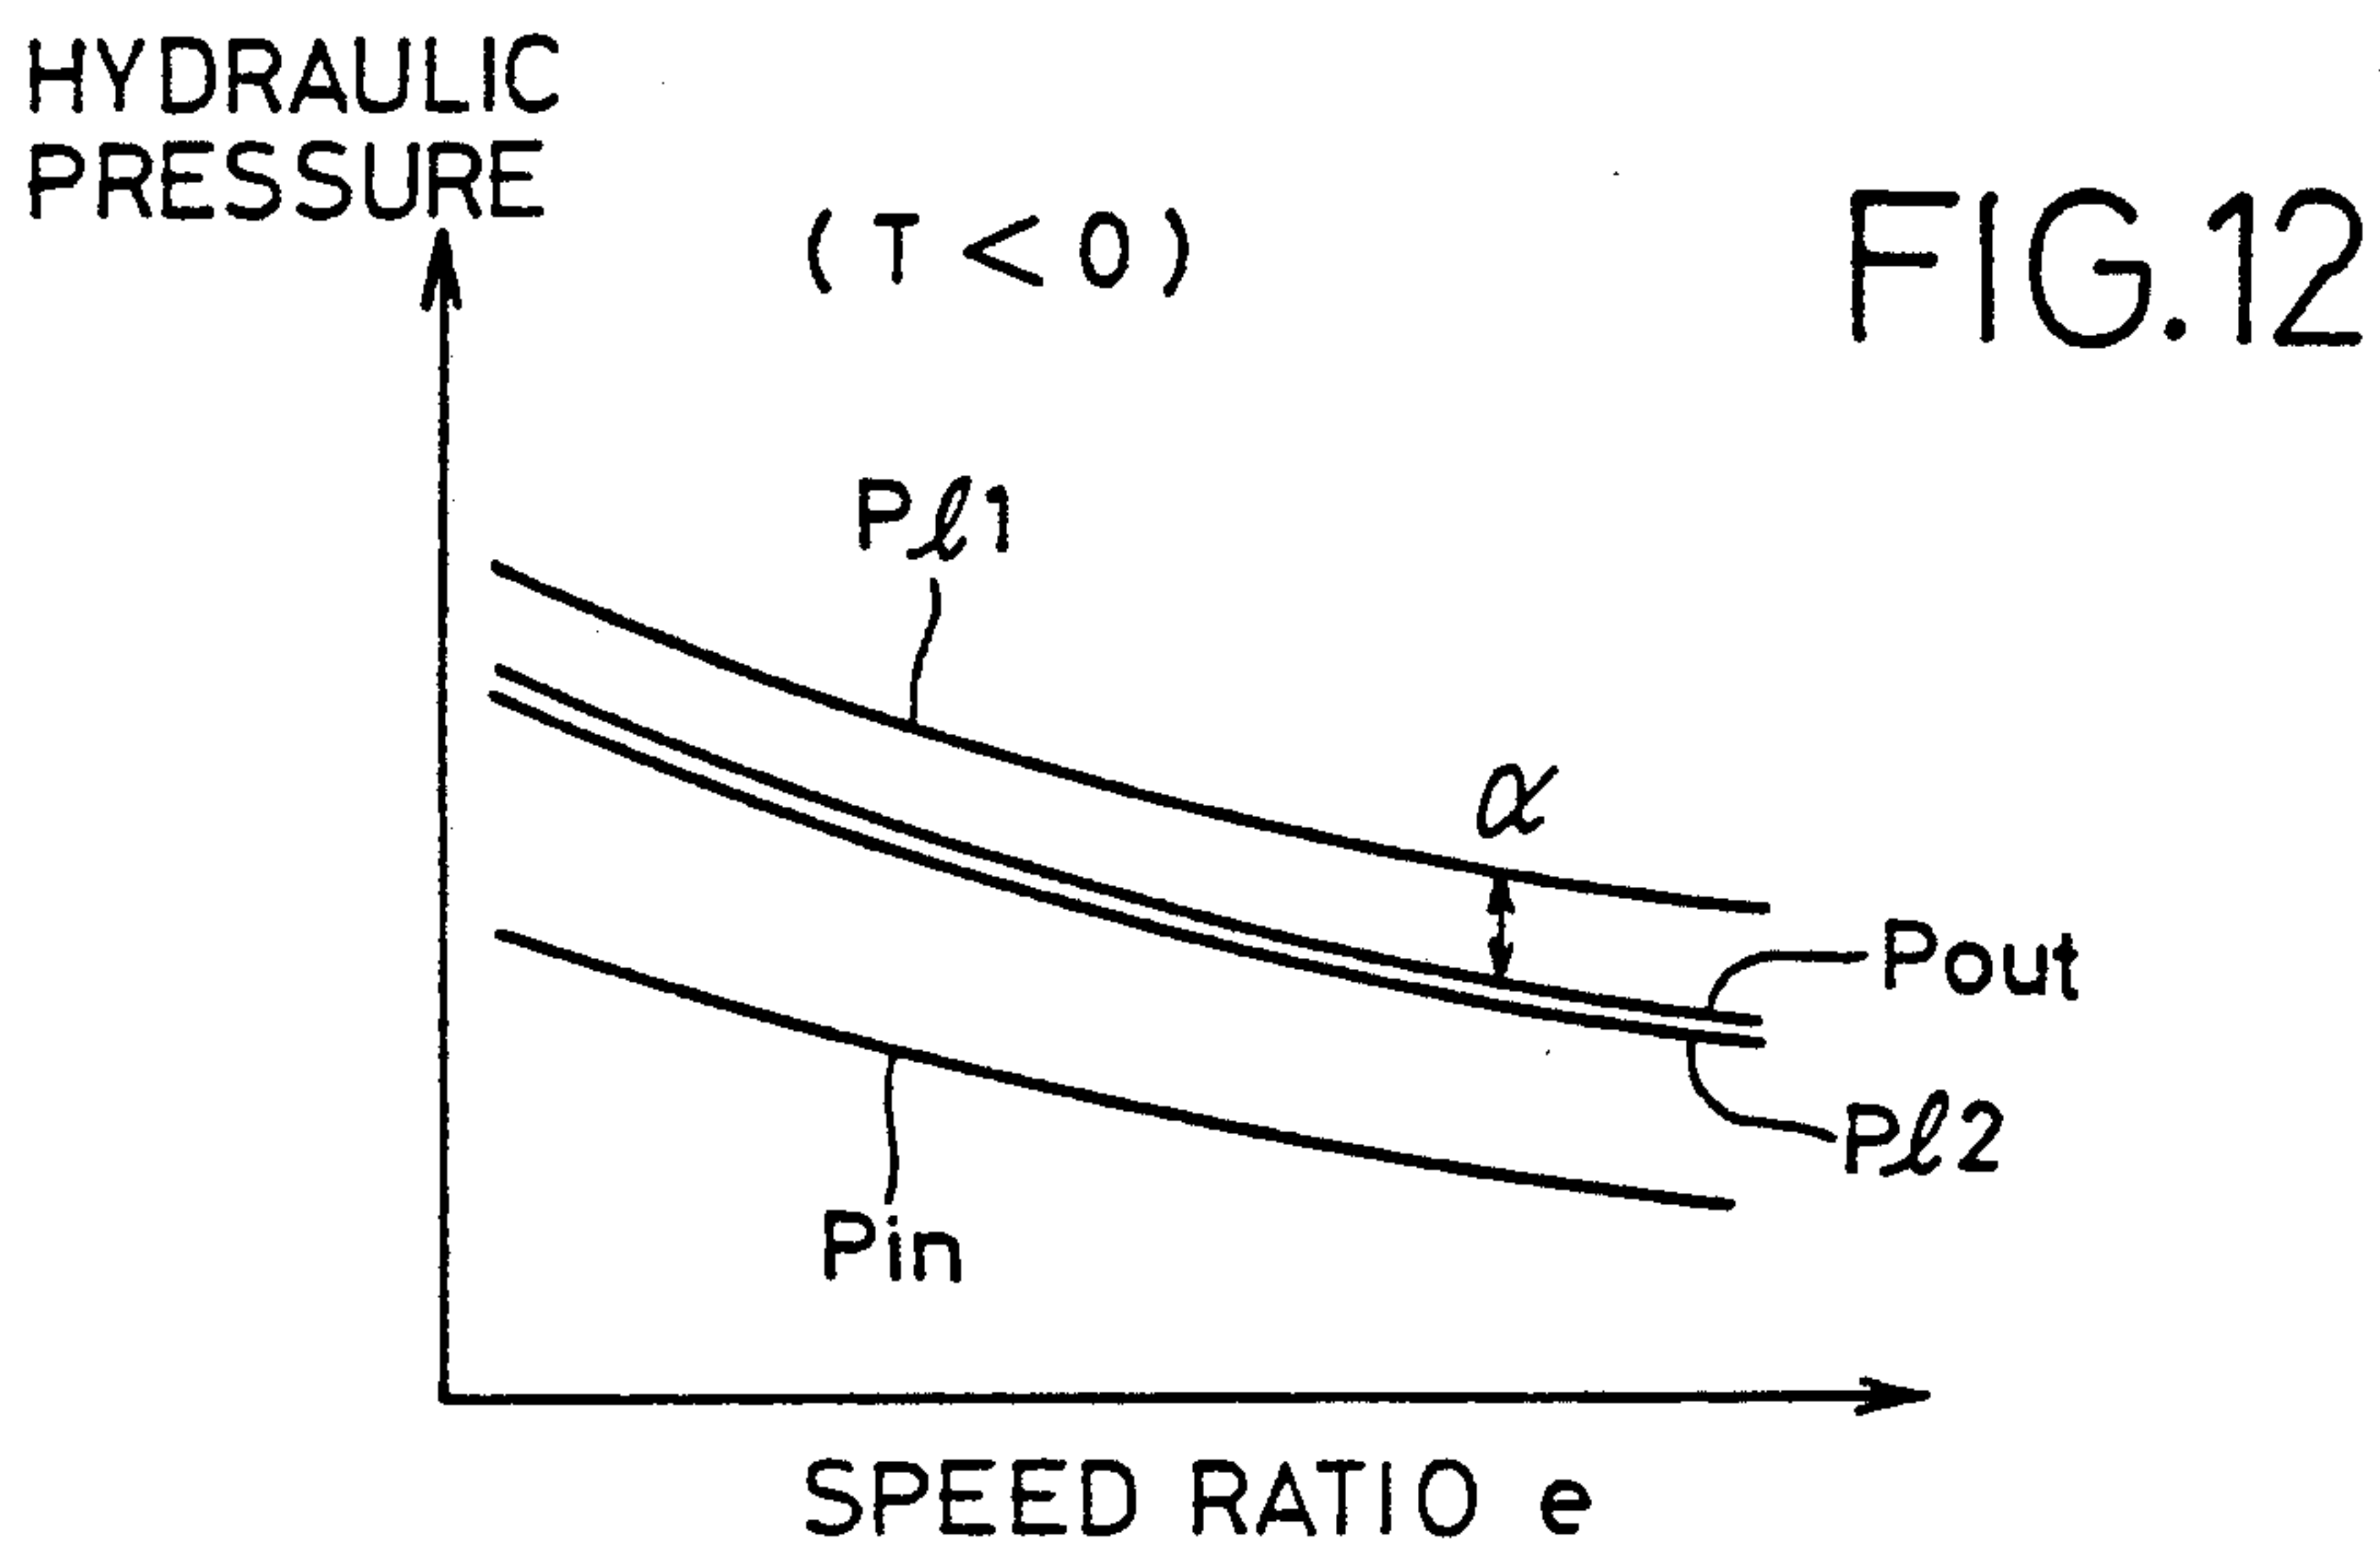 HYDRAULIC
PRESSURE
(T<0)
FIG.12
Pℓ1
α
Pout
Pℓ2
Pin
SPEED RATIO e